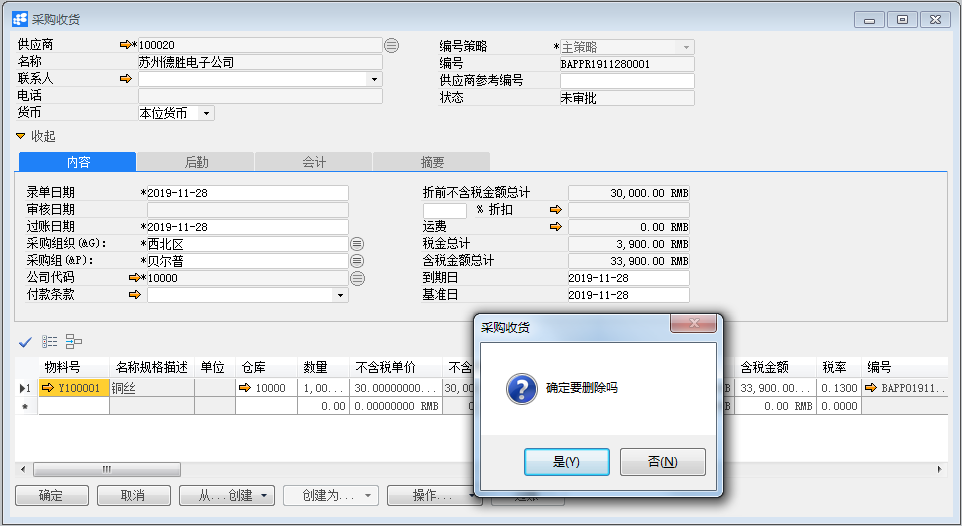 采购收货
供应商 *100020
名称 苏州德胜电子公司
联系人
电话
货币 本位货币
编号策略 *主策略
编号 BAPPR1911280001
供应商参考编号
状态 未审批
收起
内容 后勤 会计 摘要
录单日期 *2019-11-28
审核日期
过账日期 *2019-11-28
采购组织(&G): *西北区
采购组(&P): *贝尔普
公司代码 *10000
付款条款
折前不含税金额总计 30,000.00 RMB
% 折扣
运费 0.00 RMB
税金总计 3,900.00 RMB
含税金额总计 33,900.00 RMB
到期日 2019-11-28
基准日 2019-11-28
采购收货
确定要删除吗
是(Y) 否(N)
物料号 名称规格描述 单位 仓库 数量 不含税单价 不含 含税金额 税率 编号
1 Y100001 铜丝 10000 1,00... 30.00000000... 30,00 33,900.00... 0.1300 BAPPO1911...
* 0.00 0.00000000 RMB 0.00 RMB 0.0000
确定 取消 从...创建 创建为... 操作...